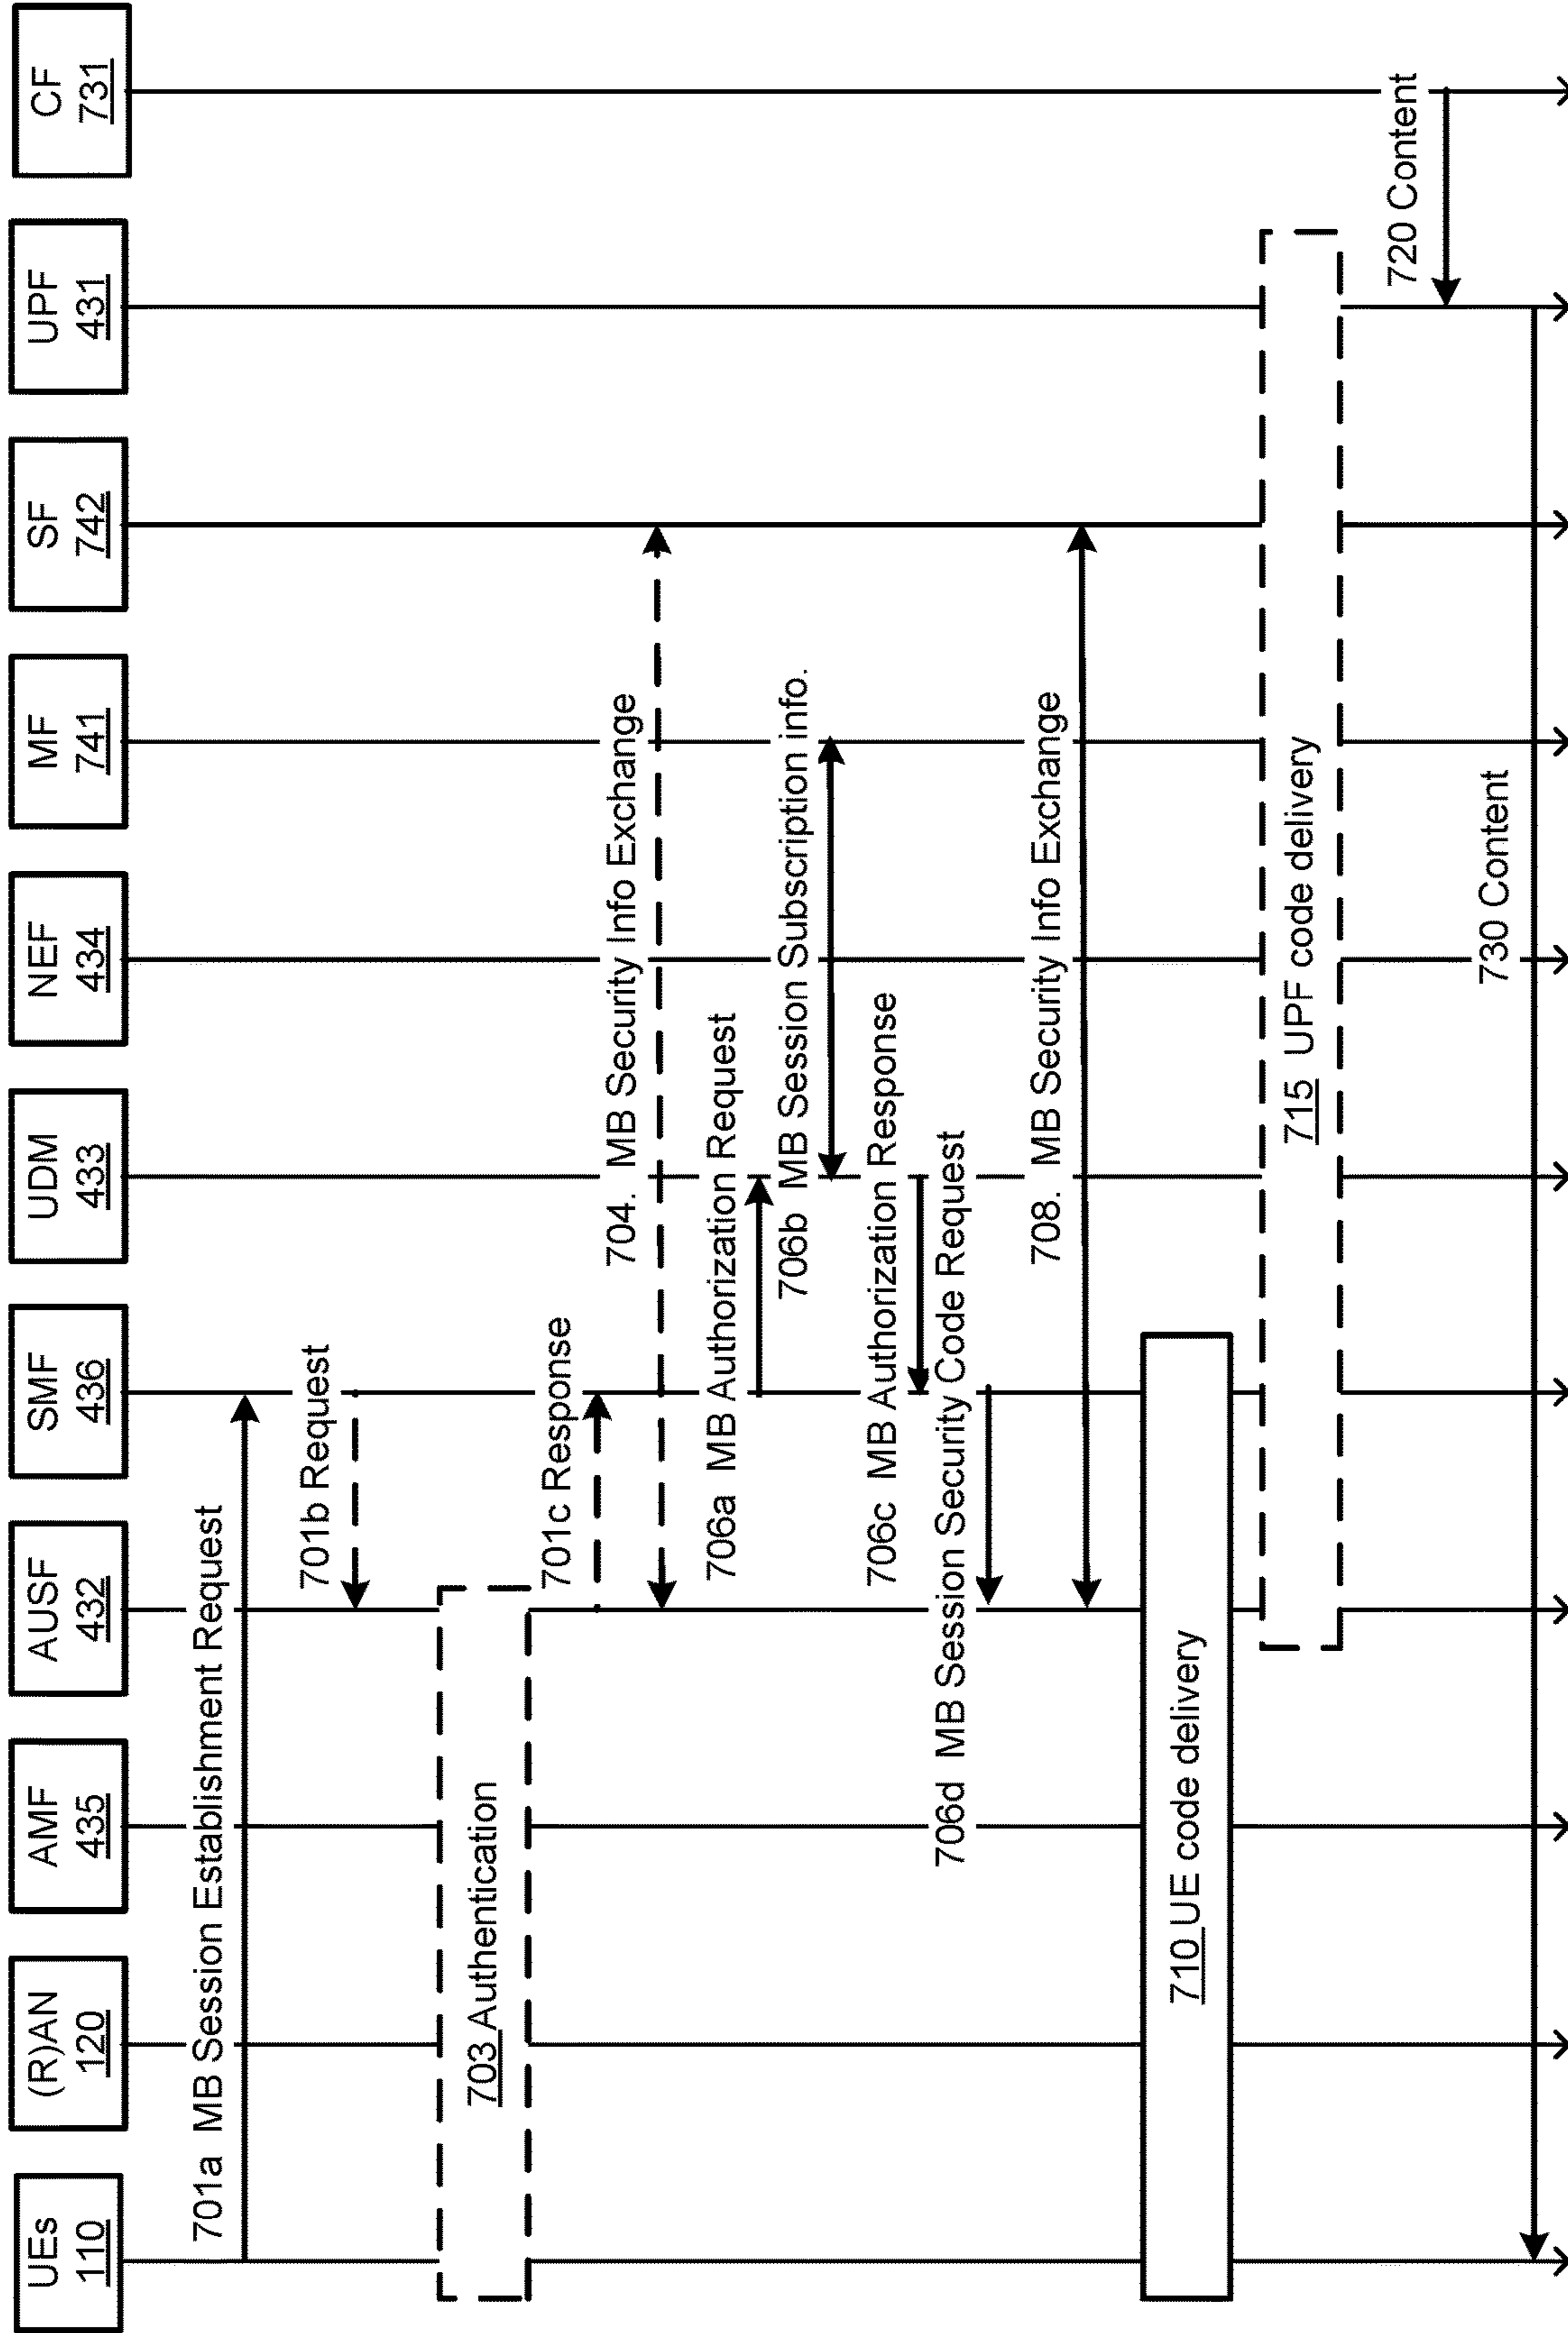 UEs
110
(R)AN
120
AMF
435
AUSF
432
SMF
436
UDM
433
NEF
434
MF
741
SF
742
UPF
431
CF
731
701a MB Session Establishment Request
701b Request
703 Authentication
701c Response
704. MB Security Info Exchange
706a MB Authorization Request
706b MB Session Subscription info.
706c MB Authorization Response
706d MB Session Security Code Request
708. MB Security Info Exchange
710 UE code delivery
715 UPF code delivery
720 Content
730 Content